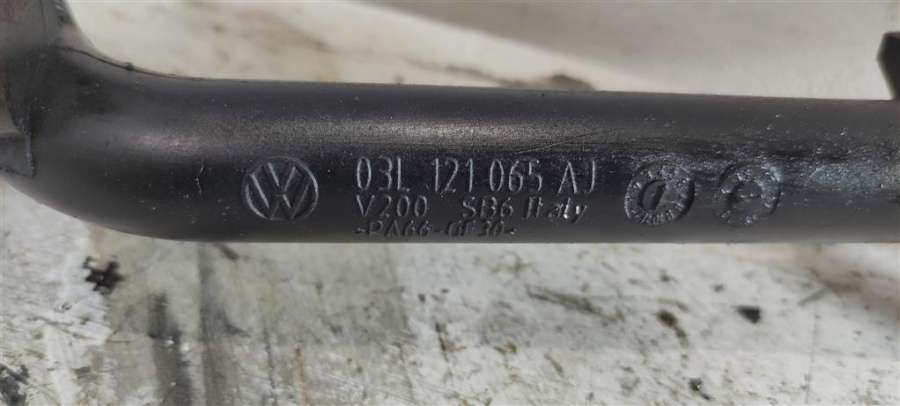 03L 121 065 AJ
V200 SB6 Italy
>PA66-GF30<